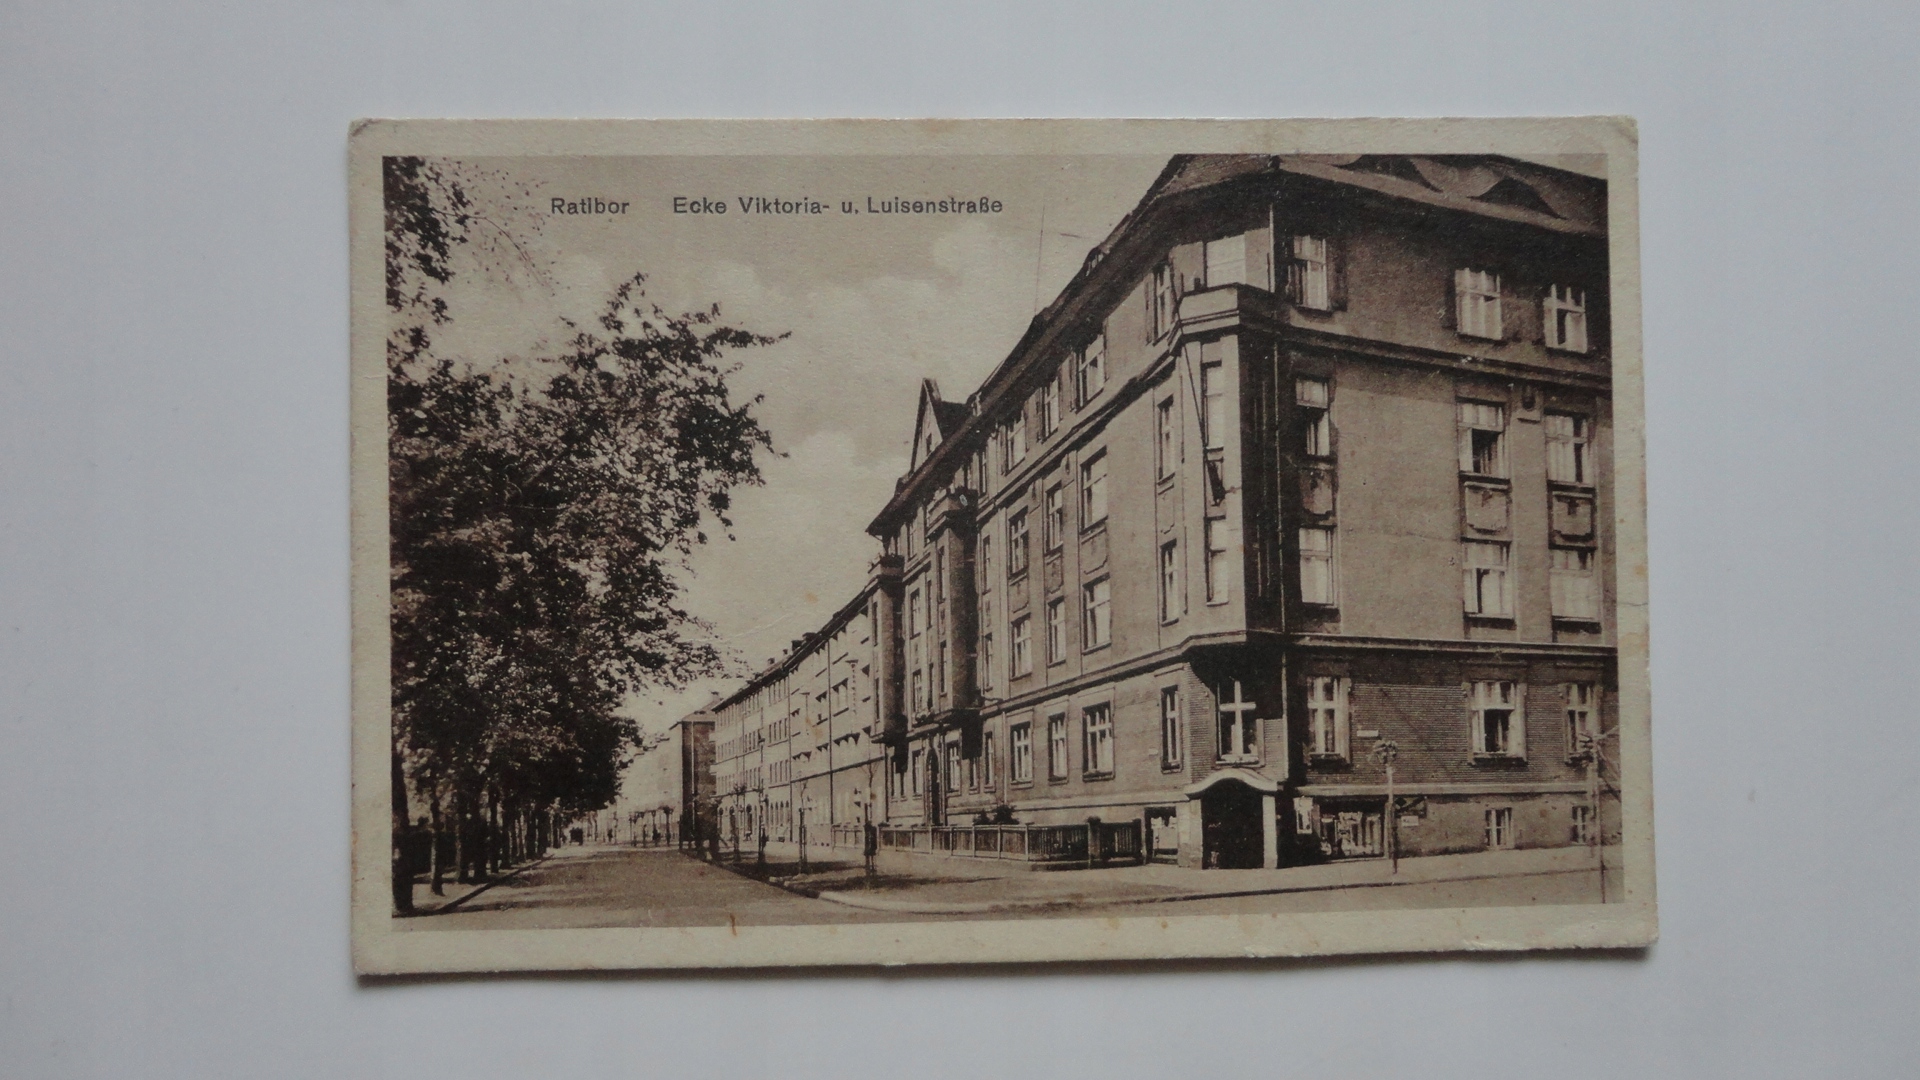 Ratibor Ecke Viktoria- u. Luisenstraße